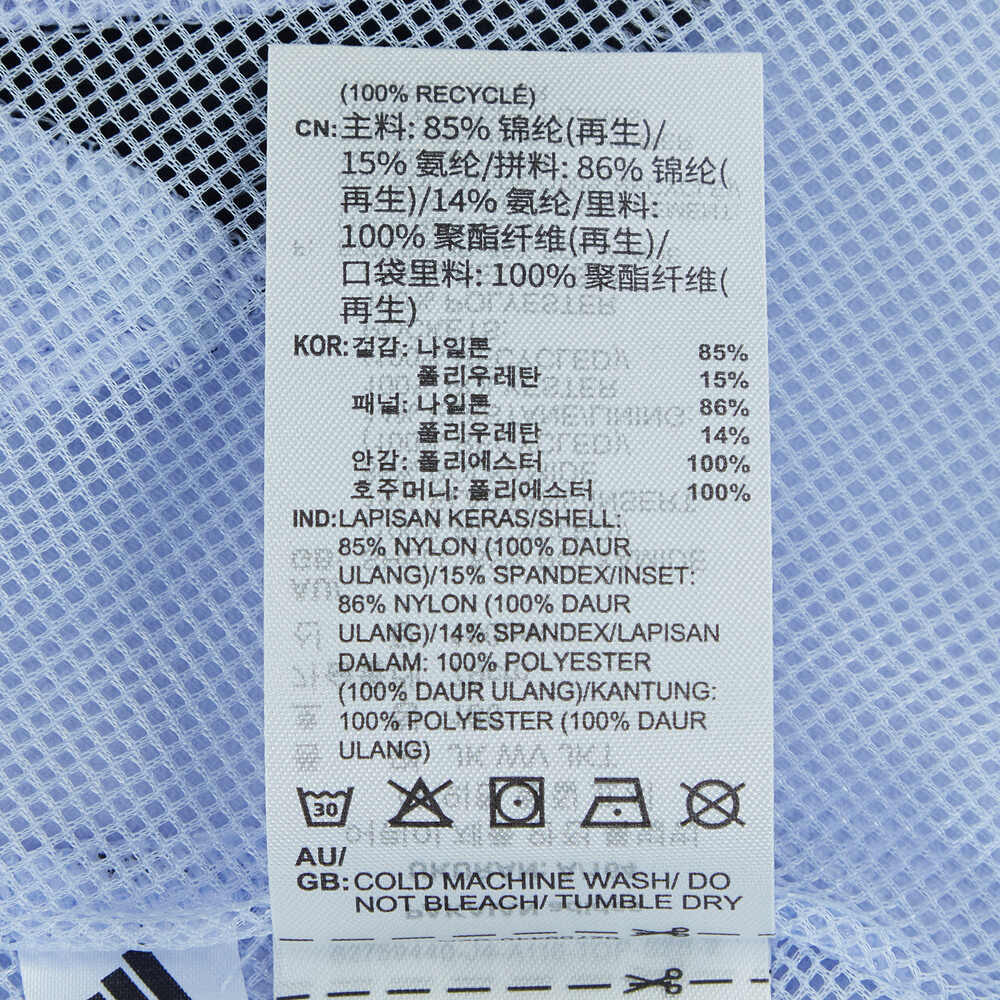 (100% RECYCLÉ)
CN: 主料: 85% 锦纶(再生)/
15% 氨纶/拼料: 86% 锦纶(
再生)/14% 氨纶/里料:
100% 聚酯纤维(再生)/
口袋里料: 100% 聚酯纤维(
再生)
KOR: 겉감: 나일론 85%
폴리우레탄 15%
패널: 나일론 86%
폴리우레탄 14%
안감: 폴리에스터 100%
호주머니: 폴리에스터 100%
IND: LAPISAN KERAS/SHELL:
85% NYLON (100% DAUR
ULANG)/15% SPANDEX/INSET:
86% NYLON (100% DAUR
ULANG)/14% SPANDEX/LAPISAN
DALAM: 100% POLYESTER
(100% DAUR ULANG)/KANTUNG:
100% POLYESTER (100% DAUR
ULANG)
30
AU/
GB: COLD MACHINE WASH/ DO
NOT BLEACH/ TUMBLE DRY